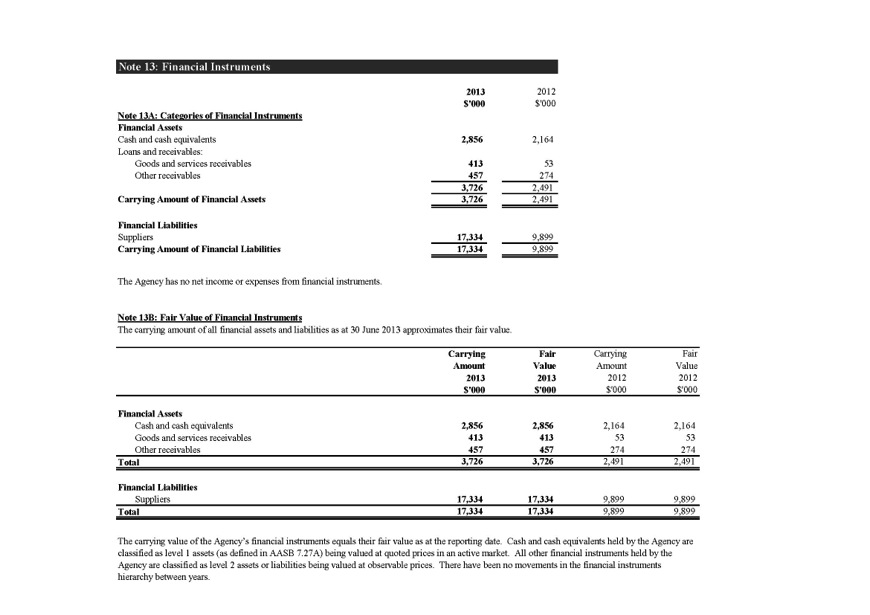 Note 13: Financial Instruments
2013 2012
$'000 $'000
Note 13A: Categories of Financial Instruments
Financial Assets
Cash and cash equivalents 2,856 2,164
Loans and receivables:
Goods and services receivables 413 53
Other receivables 457 274
3,726 2,491
Carrying Amount of Financial Assets 3,726 2,491
Financial Liabilities
Suppliers 17,334 9,899
Carrying Amount of Financial Liabilities 17,334 9,899
The Agency has no net income or expenses from financial instruments.
Note 13B: Fair Value of Financial Instruments
The carrying amount of all financial assets and liabilities as at 30 June 2013 approximates their fair value.
Carrying Fair Carrying Fair
Amount Value Amount Value
2013 2013 2012 2012
$'000 $'000 $'000 $'000
Financial Assets
Cash and cash equivalents 2,856 2,856 2,164 2,164
Goods and services receivables 413 413 53 53
Other receivables 457 457 274 274
Total 3,726 3,726 2,491 2,491
Financial Liabilities
Suppliers 17,334 17,334 9,899 9,899
Total 17,334 17,334 9,899 9,899
The carrying value of the Agency's financial instruments equals their fair value as at the reporting date. Cash and cash equivalents held by the Agency are
classified as level 1 assets (as defined in AASB 7.27A) being valued at quoted prices in an active market. All other financial instruments held by the
Agency are classified as level 2 assets or liabilities being valued at observable prices. There have been no movements in the financial instruments
hierarchy between years.